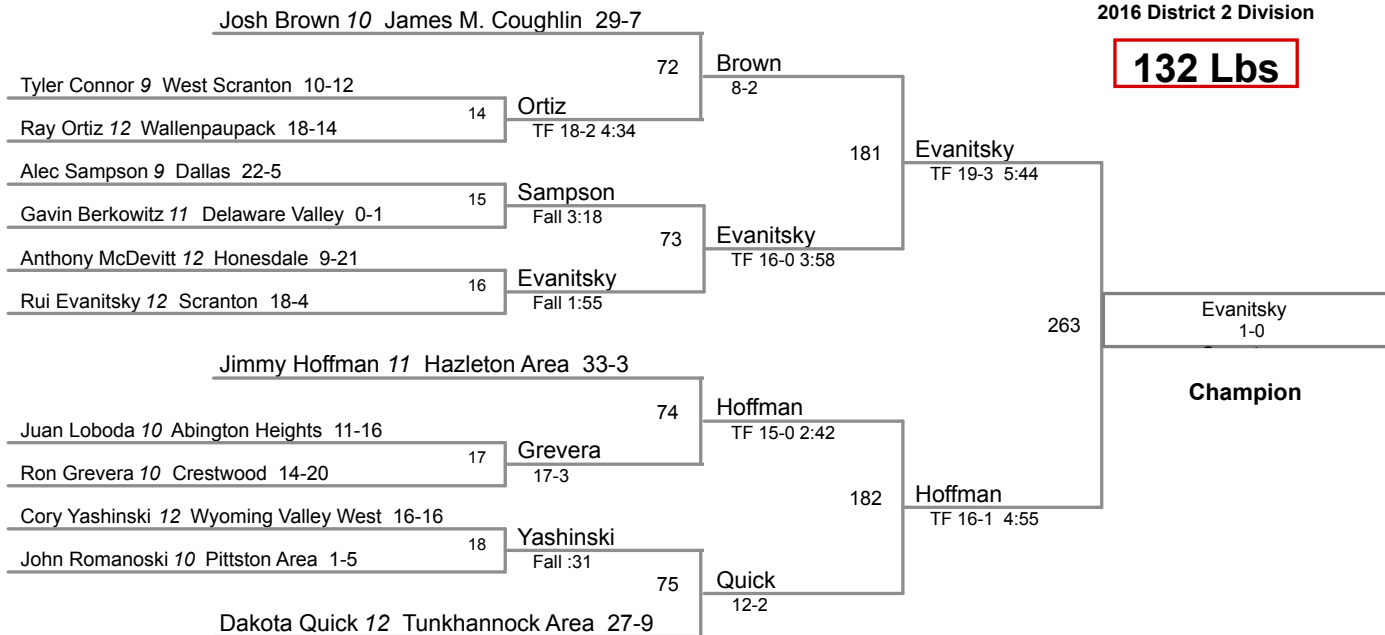 2016 District 2 Division
132 Lbs
Josh Brown 10 James M. Coughlin 29-7
72
Brown
8-2
Tyler Connor 9 West Scranton 10-12
14
Ortiz
TF 18-2 4:34
Ray Ortiz 12 Wallenpaupack 18-14
181
Evanitsky
TF 19-3 5:44
Alec Sampson 9 Dallas 22-5
15
Sampson
Fall 3:18
Gavin Berkowitz 11 Delaware Valley 0-1
73
Evanitsky
TF 16-0 3:58
Anthony McDevitt 12 Honesdale 9-21
16
Evanitsky
Fall 1:55
Rui Evanitsky 12 Scranton 18-4
263
Evanitsky
1-0
Champion
Jimmy Hoffman 11 Hazleton Area 33-3
74
Hoffman
TF 15-0 2:42
Juan Loboda 10 Abington Heights 11-16
17
Grevera
17-3
Ron Grevera 10 Crestwood 14-20
182
Hoffman
TF 16-1 4:55
Cory Yashinski 12 Wyoming Valley West 16-16
18
Yashinski
Fall :31
John Romanoski 10 Pittston Area 1-5
75
Quick
12-2
Dakota Quick 12 Tunkhannock Area 27-9